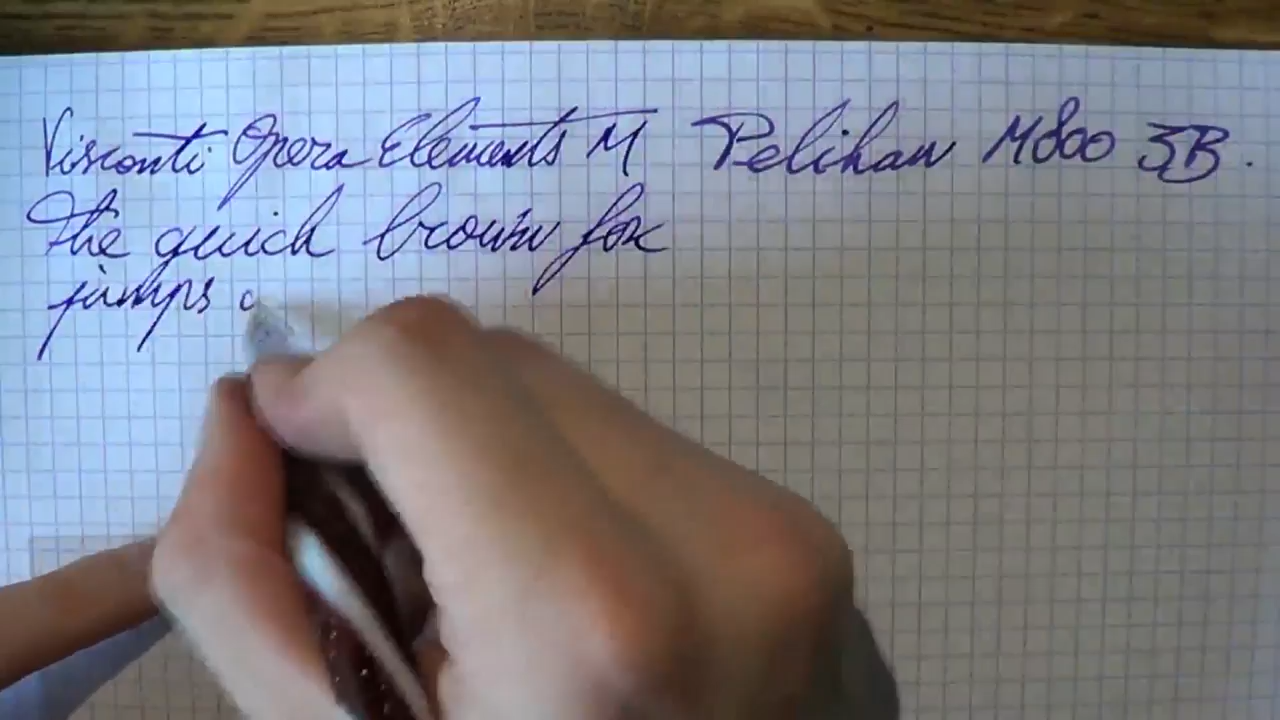 Visconti Opera Elements M Pelikan M800 3B.
The quick brown fox
jumps o